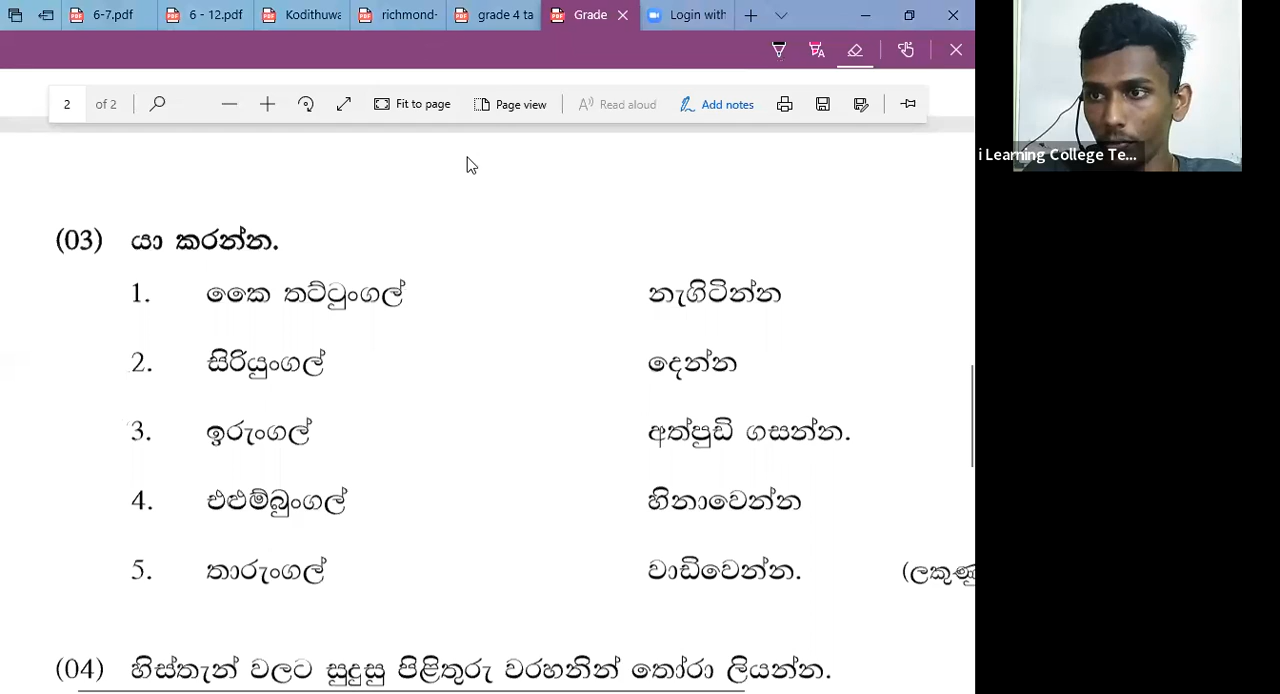 6-7.pdf 6 - 12.pdf Kodithuwa richmond- grade 4 ta Grade Login with
2 of 2 Fit to page Page view Read aloud Add notes
i Learning College Te...
(03) යා කරන්න.
1. කෛ තට්ටුංගල් නැගිටින්න
2. සිරියුංගල් දෙන්න
3. ඉරුංගල් අත්පුඩි ගසන්න.
4. එළුම්බුංගල් හිනාවෙන්න
5. තාරුංගල් වාඩිවෙන්න. (ලකුණු
(04) හිස්තැන් වලට සුදුසු පිළිතුරු වරහනින් තෝරා ලියන්න.